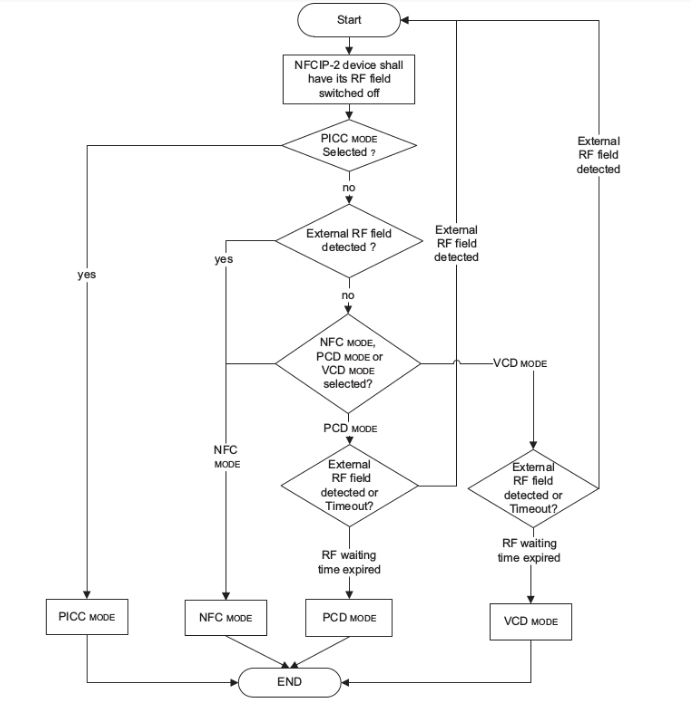 Start
NFCIP-2 device shall
have its RF field
switched off
PICC MODE
Selected ?
External
RF field
detected
no
External RF field
detected ?
External
RF field
detected
yes
yes
no
NFC MODE,
PCD MODE or
VCD MODE
selected?
VCD MODE
PCD MODE
NFC
MODE
External
RF field
detected or
Timeout?
External
RF field
detected or
Timeout?
RF waiting
time expired
RF waiting
time expired
PICC MODE
NFC MODE
PCD MODE
VCD MODE
END